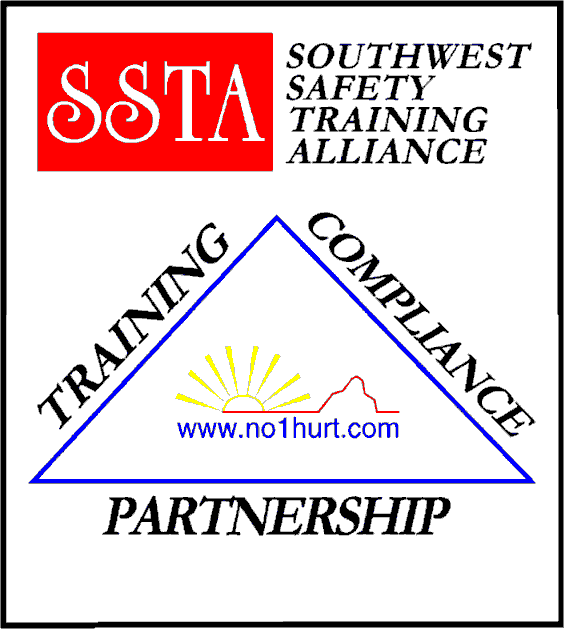 SSTA
SOUTHWEST
SAFETY
TRAINING
ALLIANCE
TRAINING
COMPLIANCE
www.no1hurt.com
PARTNERSHIP